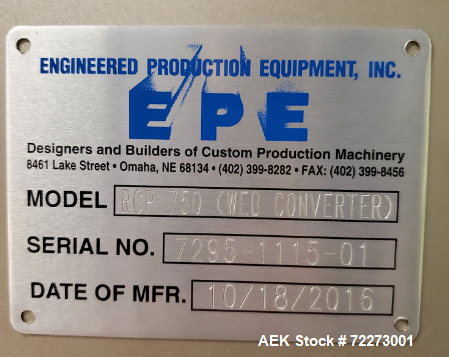 ENGINEERED PRODUCTION EQUIPMENT, INC.
EPE
Designers and Builders of Custom Production Machinery
8461 Lake Street • Omaha, NE 68134 • (402) 399-8282 • FAX: (402) 399-8456
MODEL RCP 750 (WEB CONVERTER)
SERIAL NO. 7295-1115-01
DATE OF MFR. 10/18/2016
AEK Stock # 72273001